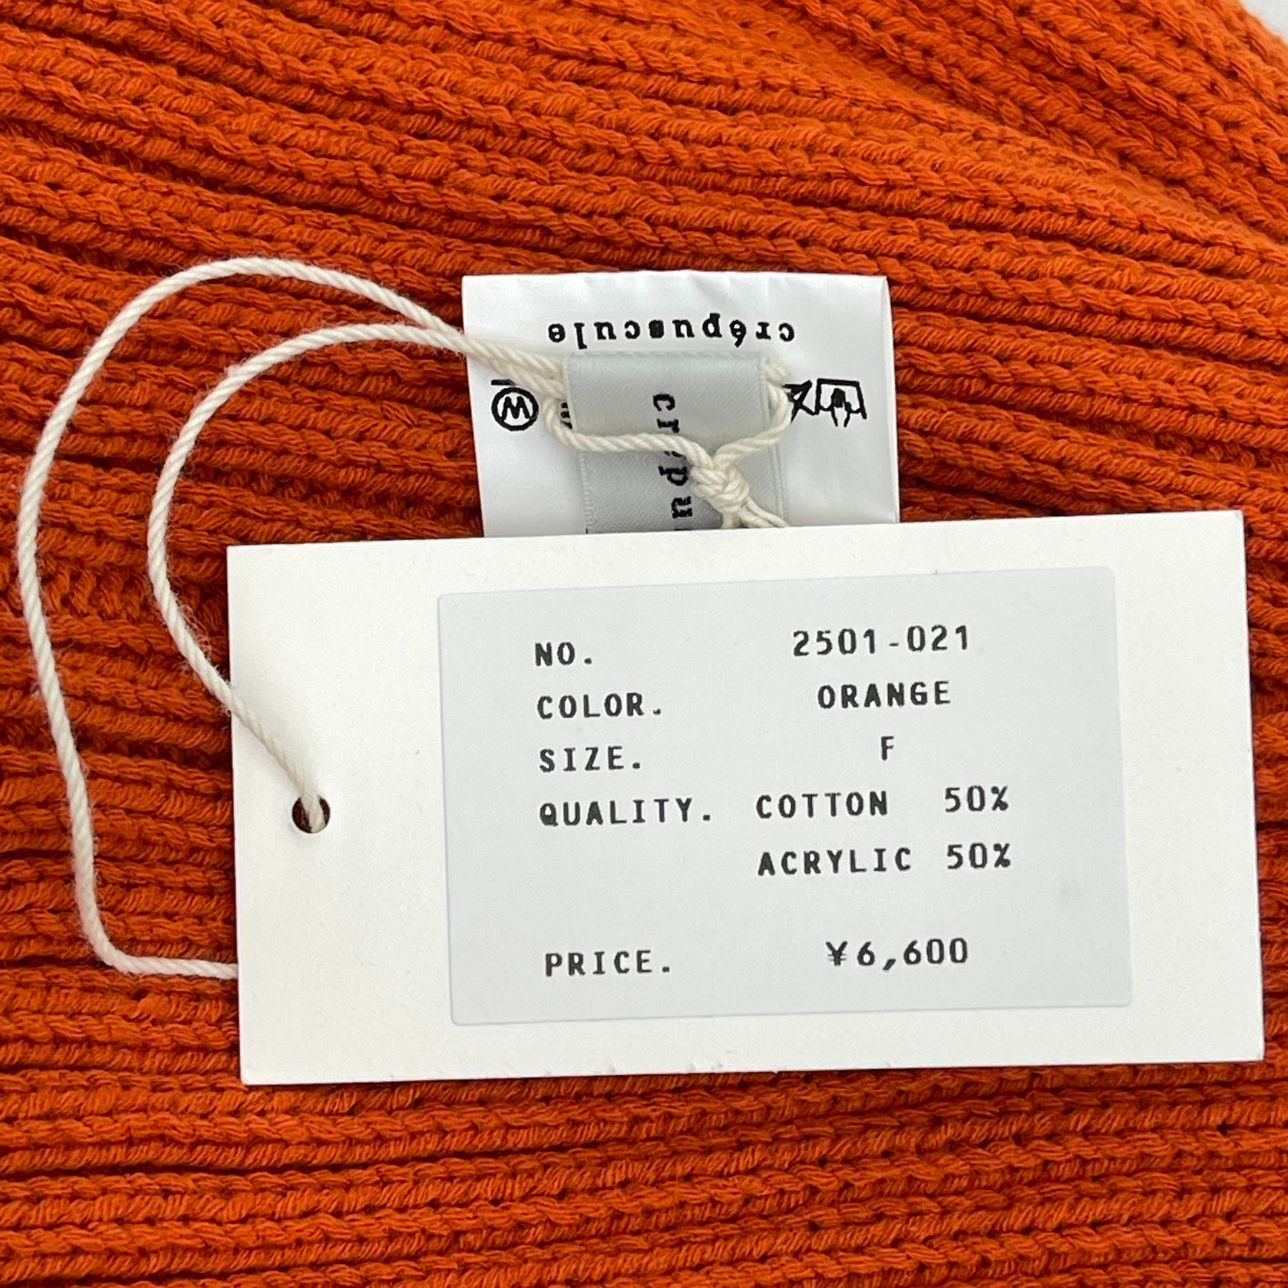 crépuscule
W
NO. 2501-021
COLOR. ORANGE
SIZE. F
QUALITY. COTTON 50%
ACRYLIC 50%
PRICE. ¥6,600